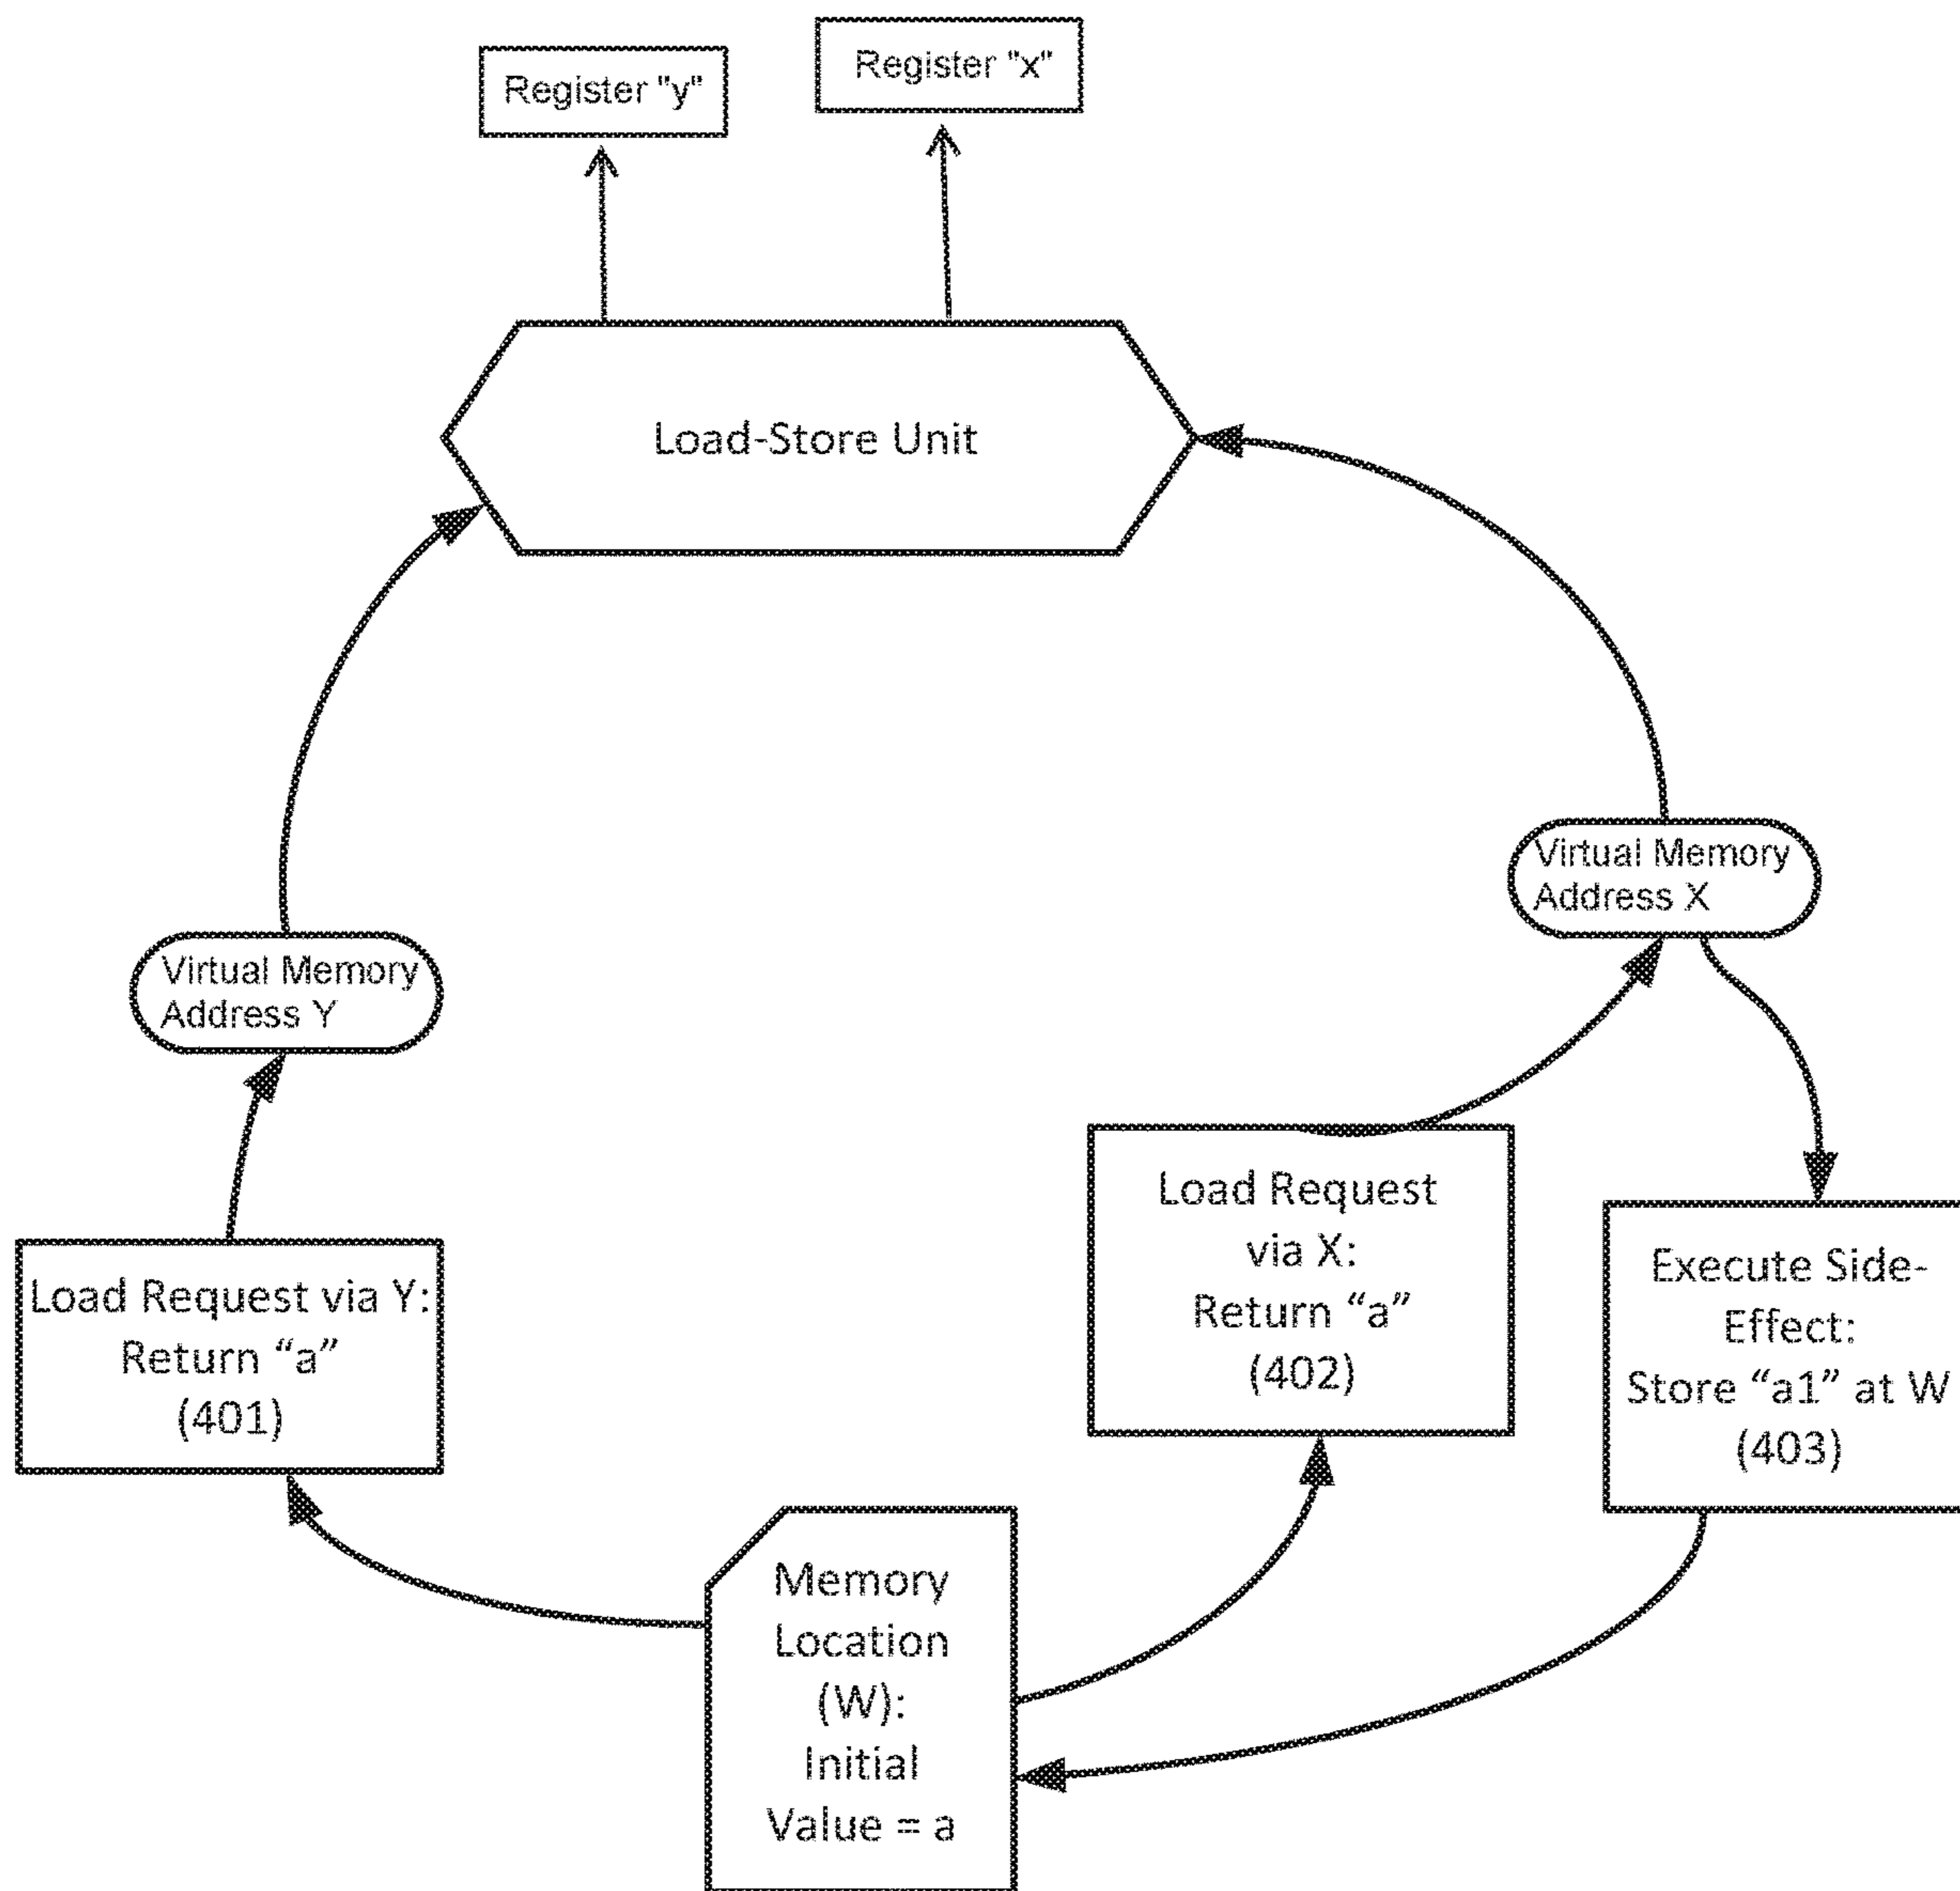 Register "y"
Register "x"
Load-Store Unit
Virtual Memory
Address X
Virtual Memory
Address Y
Load Request
via X:
Return “a”
(402)
Load Request via Y:
Return “a”
(401)
Execute Side-
Effect:
Store “a1” at W
(403)
Memory
Location
(W):
Initial
Value = a